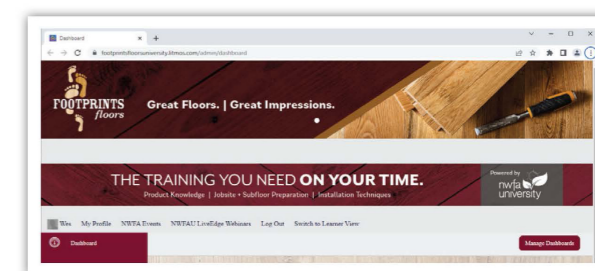 Dashboard
footprintsfloorsuniversity.litmos.com/admin/dashboard
FOOTPRINTS
floors
Great Floors. | Great Impressions.
THE TRAINING YOU NEED ON YOUR TIME.
Product Knowledge | Jobsite + Subfloor Preparation | Installation Techniques
Powered by
nwfa
university
Wes My Profile NWFA Events NWFAU LiveEdge Webinars Log Out Switch to Learner View
Dashboard
Manage Dashboards